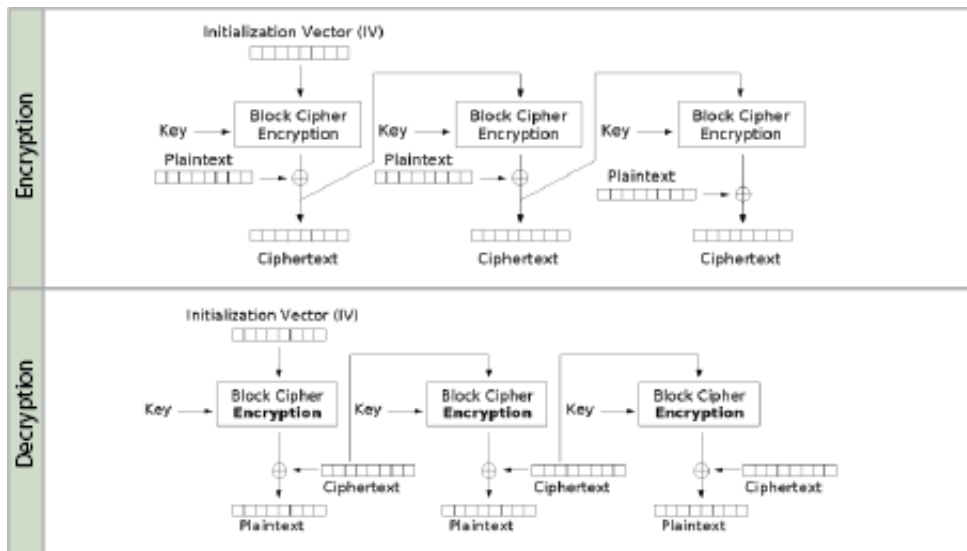 Encryption
Initialization Vector (IV)
Block Cipher
Encryption
Key
Plaintext
Ciphertext
Block Cipher
Encryption
Key
Plaintext
Ciphertext
Block Cipher
Encryption
Key
Plaintext
Ciphertext
Decryption
Initialization Vector (IV)
Block Cipher
Encryption
Key
Ciphertext
Plaintext
Block Cipher
Encryption
Key
Ciphertext
Plaintext
Block Cipher
Encryption
Key
Ciphertext
Plaintext